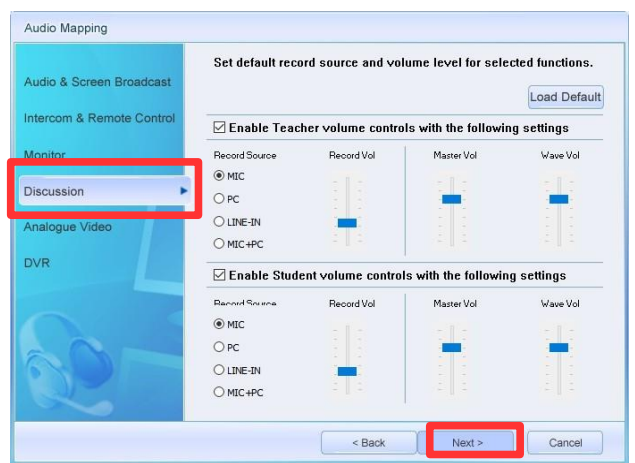 Audio Mapping
Audio & Screen Broadcast
Intercom & Remote Control
Monitor
Discussion
Analogue Video
DVR
Set default record source and volume level for selected functions.
Load Default
Enable Teacher volume controls with the following settings
Record Source Record Vol Master Vol Wave Vol
MIC
PC
LINE-IN
MIC+PC
Enable Student volume controls with the following settings
Record Source Record Vol Master Vol Wave Vol
MIC
PC
LINE-IN
MIC+PC
< Back Next > Cancel